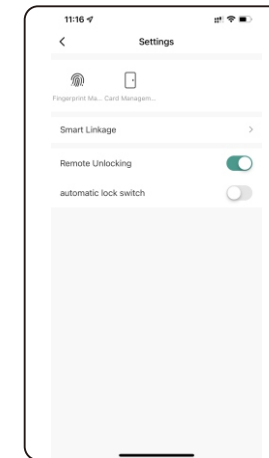 11:16
Settings
Fingerprint Ma... Card Managem...
Smart Linkage
Remote Unlocking
automatic lock switch